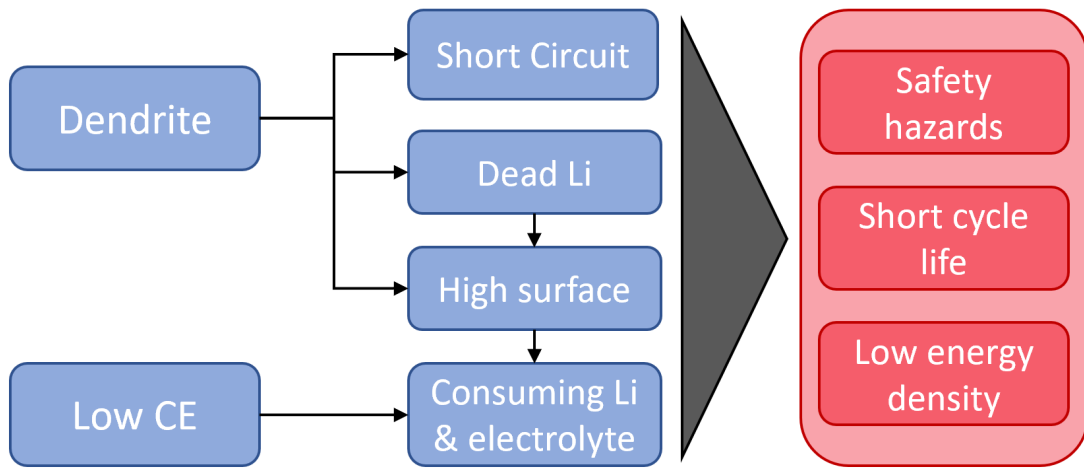 Dendrite
Low CE
Short Circuit
Dead Li
High surface
Consuming Li
& electrolyte
Safety
hazards
Short cycle
life
Low energy
density